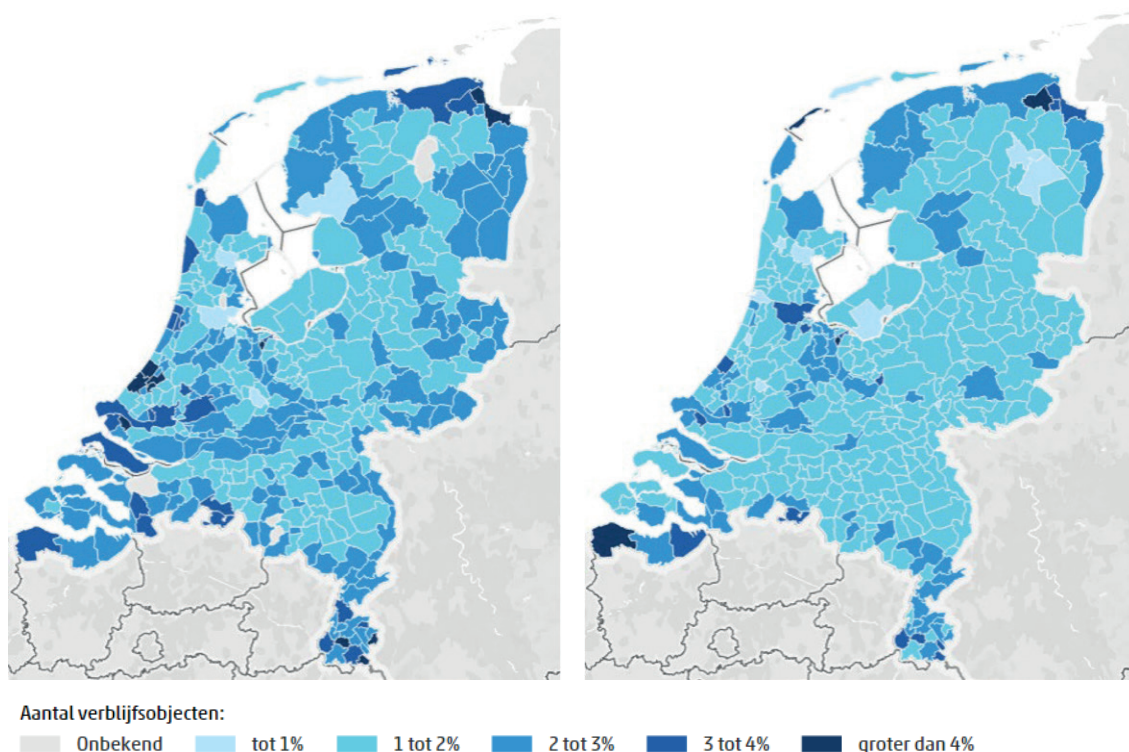 Aantal verblijfsobjecten:
Onbekend tot 1% 1 tot 2% 2 tot 3% 3 tot 4% groter dan 4%